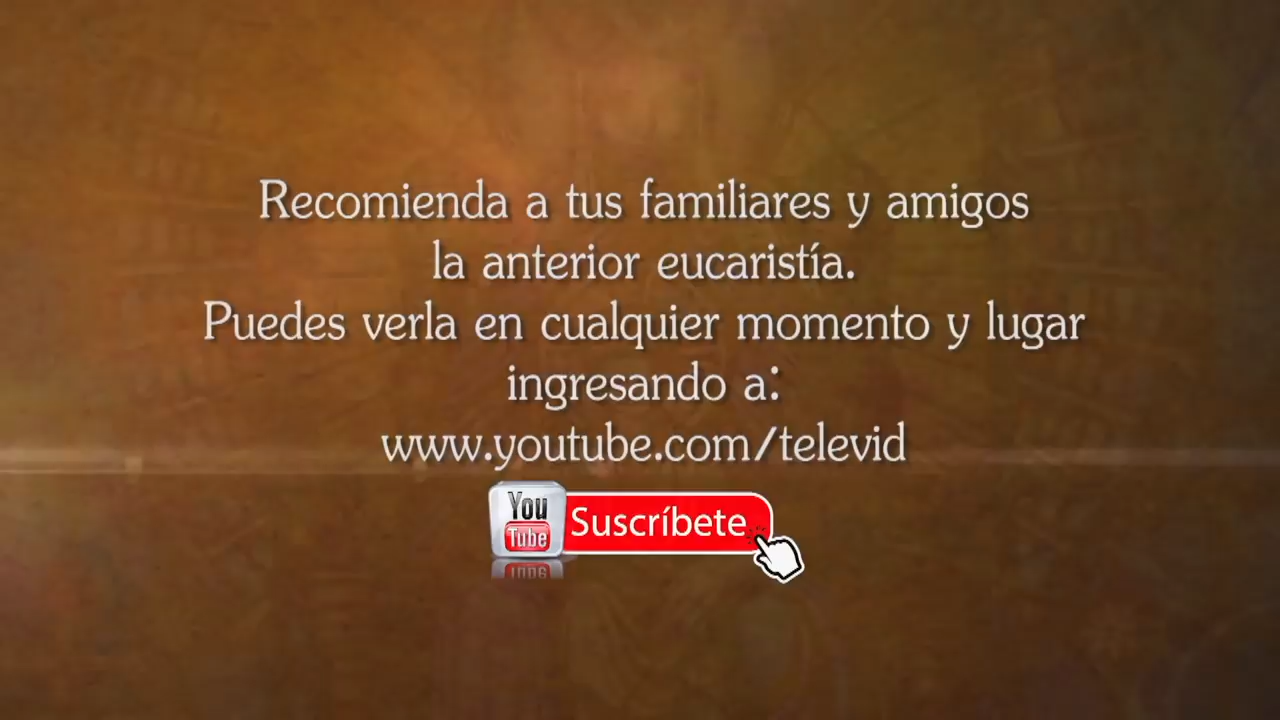 Recomienda a tus familiares y amigos
la anterior eucaristía.
Puedes verla en cualquier momento y lugar
ingresando a:
www.youtube.com/televid
You
Tube
Suscríbete